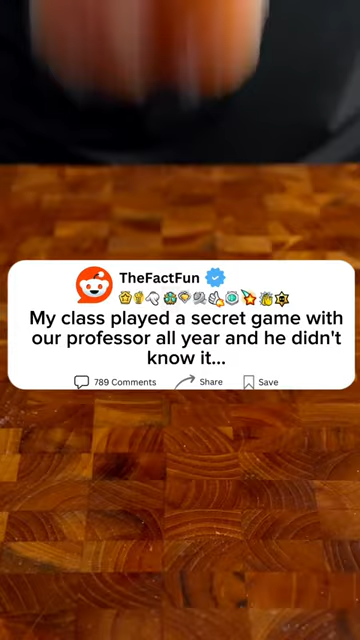 TheFactFun
My class played a secret game with
our professor all year and he didn't
know it...
789 Comments Share Save